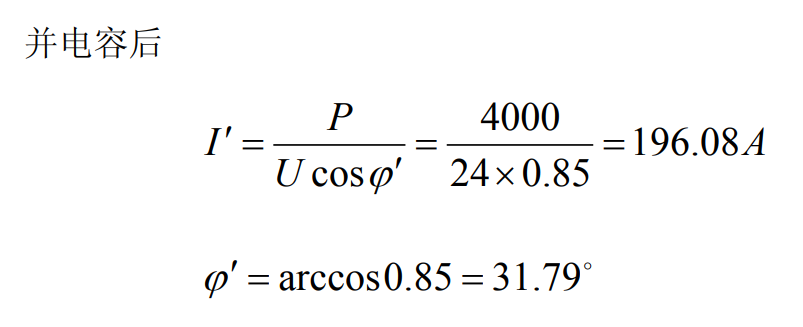 并电容后
I′ = P / (U cosφ′) = 4000 / (24×0.85) = 196.08A
φ′ = arccos0.85 = 31.79°